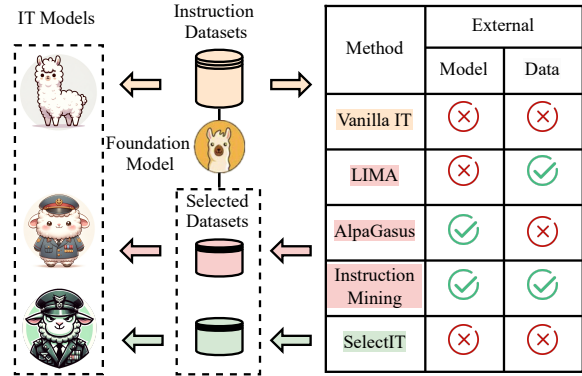 IT Models
Instruction
Datasets
Foundation
Model
Selected
Datasets
Method
External
Model
Data
Vanilla IT
LIMA
AlpaGasus
Instruction
Mining
SelectIT